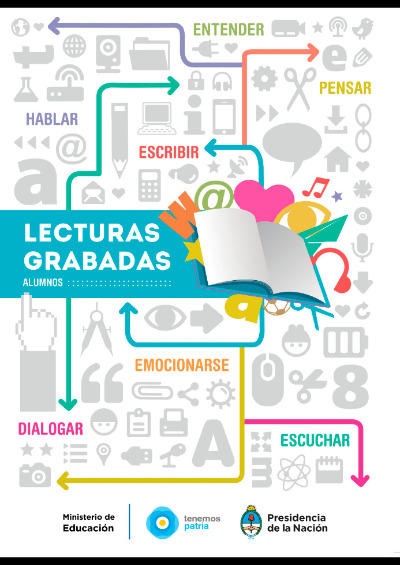 ENTENDER
PENSAR
HABLAR
ESCRIBIR
LECTURAS
GRABADAS
ALUMNOS
EMOCIONARSE
DIALOGAR
ESCUCHAR
Ministerio de
Educación
tenemos
patria
Presidencia
de la Nación